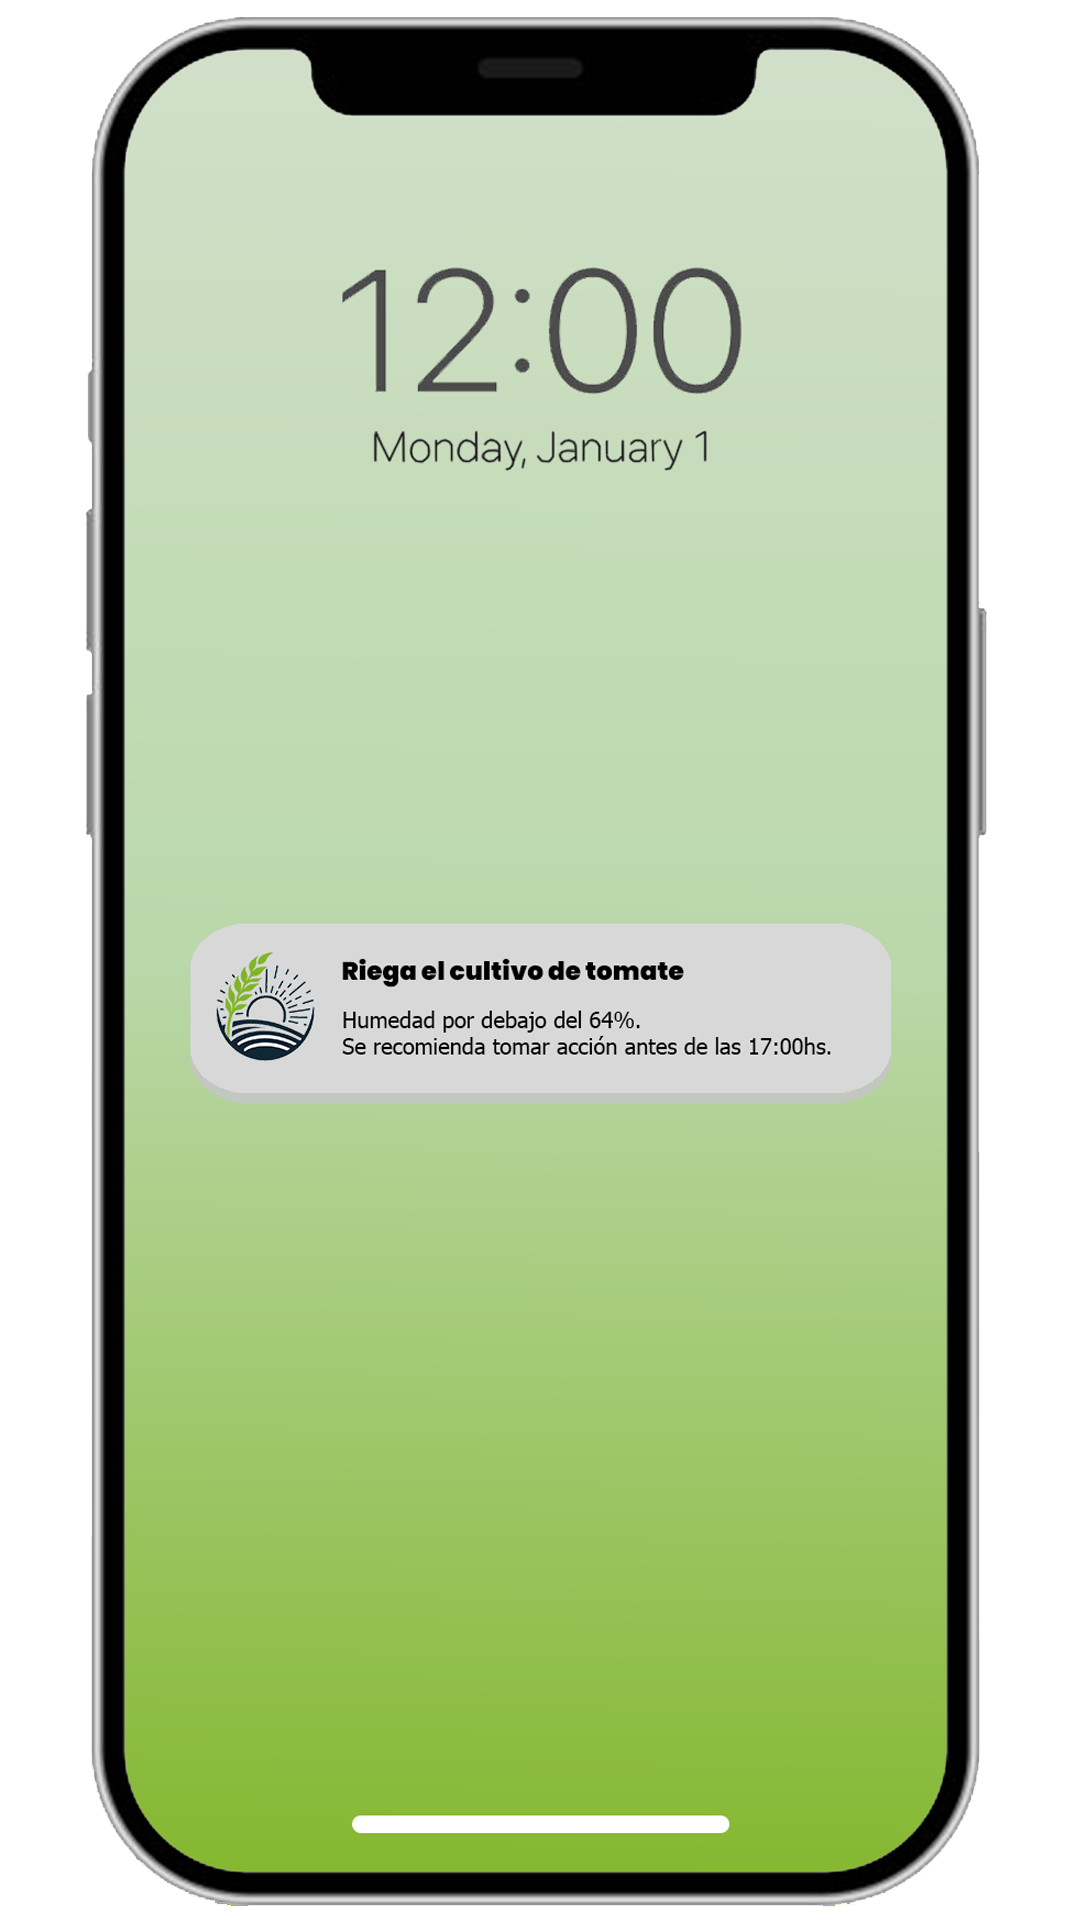 12:00
Monday, January 1
Riega el cultivo de tomate
Humedad por debajo del 64%.
Se recomienda tomar acción antes de las 17:00hs.